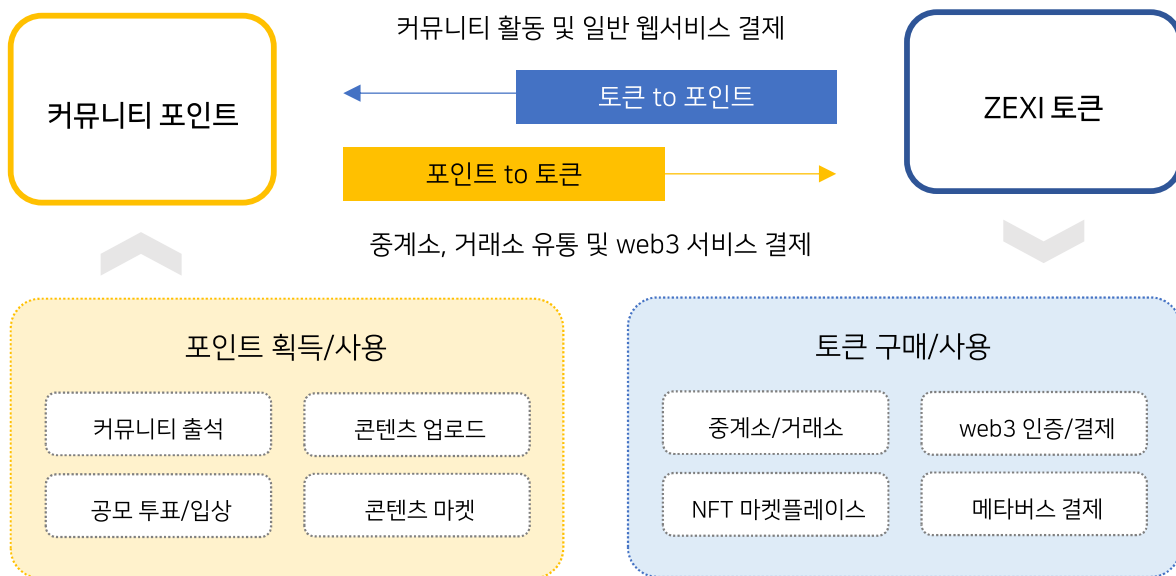 커뮤니티 활동 및 일반 웹서비스 결제
커뮤니티 포인트
토큰 to 포인트
ZEXI 토큰
포인트 to 토큰
중계소, 거래소 유통 및 web3 서비스 결제
포인트 획득/사용
커뮤니티 출석
콘텐츠 업로드
공모 투표/입상
콘텐츠 마켓
토큰 구매/사용
중계소/거래소
web3 인증/결제
NFT 마켓플레이스
메타버스 결제